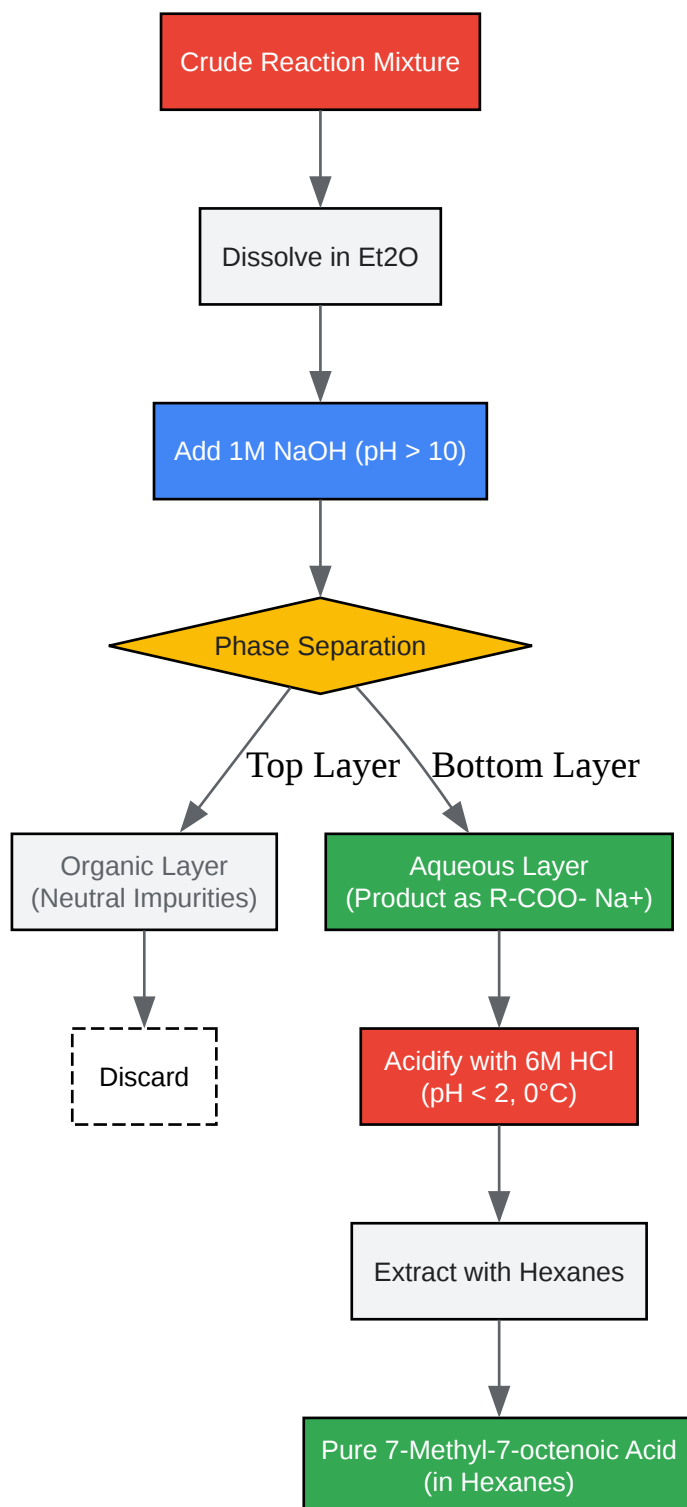 Crude Reaction Mixture
Dissolve in Et2O
Add 1M NaOH (pH > 10)
Phase Separation
Top Layer
Bottom Layer
Organic Layer
(Neutral Impurities)
Aqueous Layer
(Product as R-COO- Na+)
Discard
Acidify with 6M HCl
(pH < 2, 0°C)
Extract with Hexanes
Pure 7-Methyl-7-octenoic Acid
(in Hexanes)